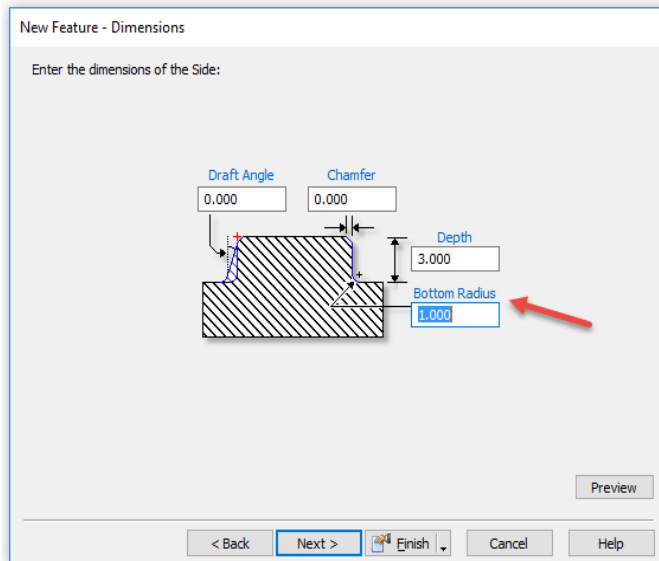 New Feature - Dimensions
Enter the dimensions of the Side:
Draft Angle
Chamfer
0.000
0.000
Depth
3.000
Bottom Radius
1.000
Preview
< Back
Next >
Finish
Cancel
Help